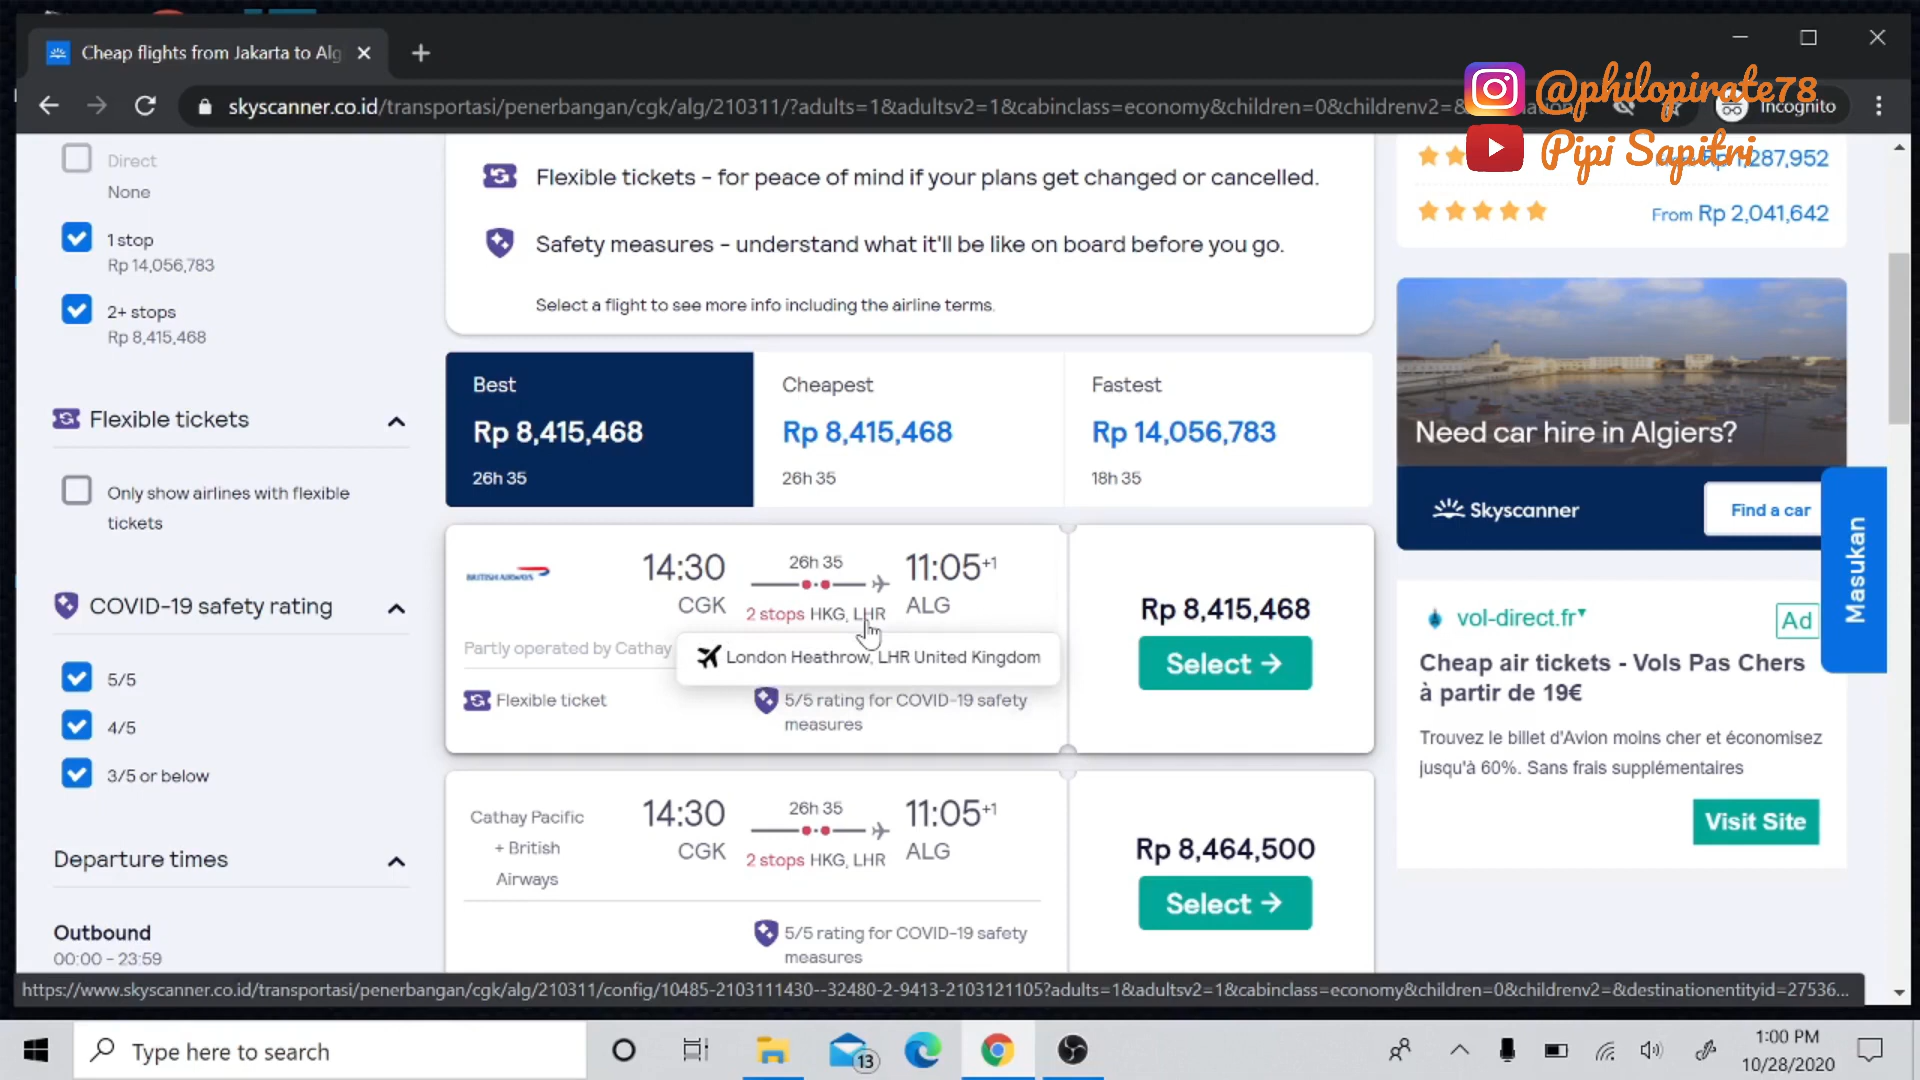 Cheap flights from Jakarta to Alg
skyscanner.co.id/transportasi/penerbangan/cgk/alg/210311/?adults=1&adultsv2=1&cabinclass=economy&children=0&childrenv2=&
Incognito
@philopirate78
Pipi Sapitri
Direct
None
1 stop
Rp 14,056,783
2+ stops
Rp 8,415,468
Flexible tickets
Only show airlines with flexible
tickets
COVID-19 safety rating
5/5
4/5
3/5 or below
Departure times
Outbound
00:00 - 23:59
Flexible tickets – for peace of mind if your plans get changed or cancelled.
Safety measures – understand what it'll be like on board before you go.
Select a flight to see more info including the airline terms.
Best
Rp 8,415,468
26h 35
Cheapest
Rp 8,415,468
26h 35
Fastest
Rp 14,056,783
18h 35
BRITISH AIRWAYS
14:30
CGK
26h 35
2 stops HKG, LHR
11:05+1
ALG
Partly operated by Cathay
London Heathrow, LHR United Kingdom
Flexible ticket
5/5 rating for COVID-19 safety
measures
Rp 8,415,468
Select →
Cathay Pacific
+ British
Airways
14:30
CGK
26h 35
2 stops HKG, LHR
11:05+1
ALG
5/5 rating for COVID-19 safety
measures
Rp 8,464,500
Select →
Rp 1,287,952
From Rp 2,041,642
Need car hire in Algiers?
Skyscanner
Find a car
Masukan
vol-direct.fr
Ad
Cheap air tickets - Vols Pas Chers
à partir de 19€
Trouvez le billet d'Avion moins cher et économisez
jusqu'à 60%. Sans frais supplémentaires
Visit Site
https://www.skyscanner.co.id/transportasi/penerbangan/cgk/alg/210311/config/10485-2103111430--32480-2-9413-2103121105?adults=1&adultsv2=1&cabinclass=economy&children=0&childrenv2=&destinationentityid=27536...
Type here to search
13
1:00 PM
10/28/2020